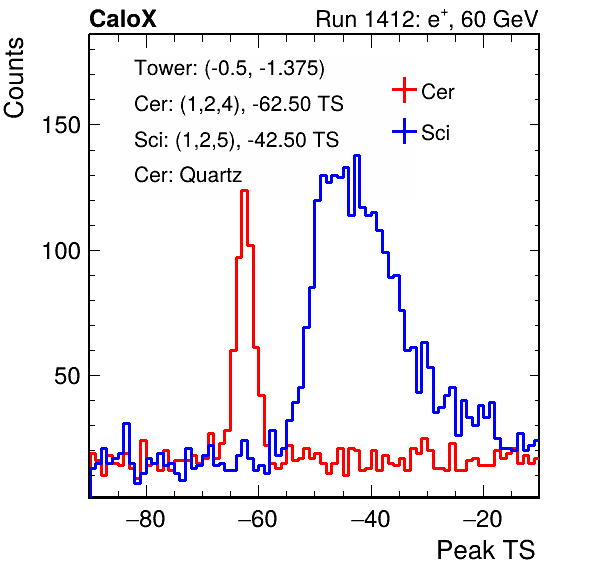 CaloX Run 1412: e⁺, 60 GeV
Counts
Tower: (-0.5, -1.375)
Cer: (1,2,4), -62.50 TS
Sci: (1,2,5), -42.50 TS
Cer: Quartz
Cer
Sci
150
100
50
−80 −60 −40 −20
Peak TS